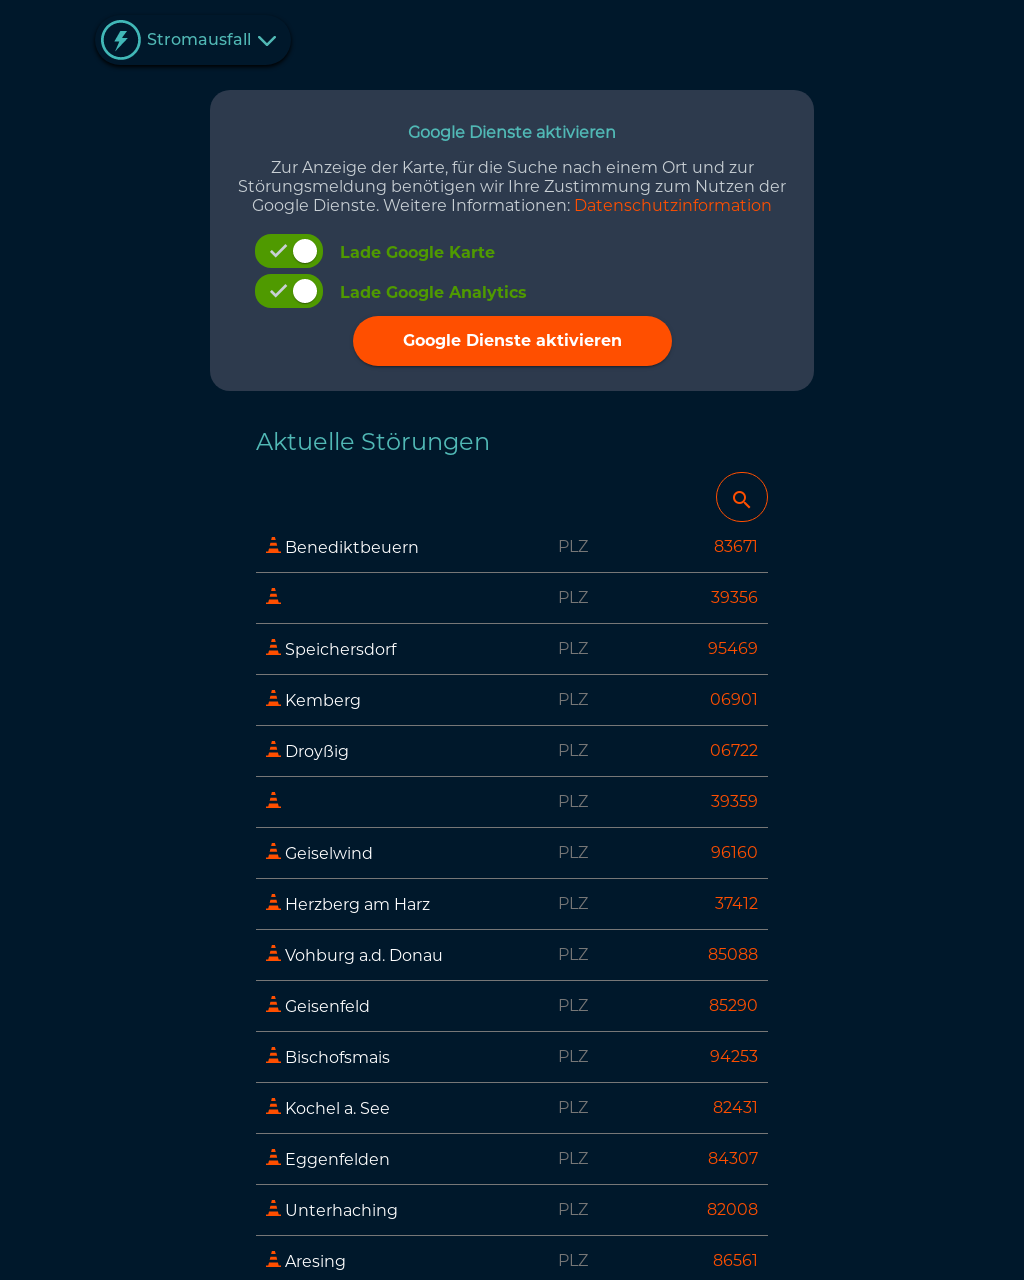 Stromausfall
Google Dienste aktivieren
Zur Anzeige der Karte, für die Suche nach einem Ort und zur
Störungsmeldung benötigen wir Ihre Zustimmung zum Nutzen der
Google Dienste. Weitere Informationen: Datenschutzinformation
Lade Google Karte
Lade Google Analytics
Google Dienste aktivieren
Aktuelle Störungen
Benediktbeuern PLZ 83671
PLZ 39356
Speichersdorf PLZ 95469
Kemberg PLZ 06901
Droyßig PLZ 06722
PLZ 39359
Geiselwind PLZ 96160
Herzberg am Harz PLZ 37412
Vohburg a.d. Donau PLZ 85088
Geisenfeld PLZ 85290
Bischofsmais PLZ 94253
Kochel a. See PLZ 82431
Eggenfelden PLZ 84307
Unterhaching PLZ 82008
Aresing PLZ 86561